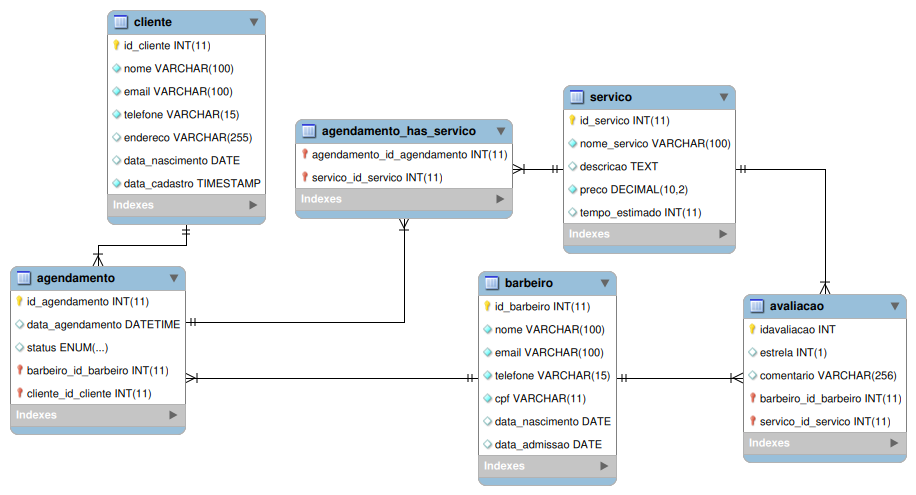 cliente
id_cliente INT(11)
nome VARCHAR(100)
email VARCHAR(100)
telefone VARCHAR(15)
endereco VARCHAR(255)
data_nascimento DATE
data_cadastro TIMESTAMP
Indexes
agendamento_has_servico
agendamento_id_agendamento INT(11)
servico_id_servico INT(11)
Indexes
servico
id_servico INT(11)
nome_servico VARCHAR(100)
descricao TEXT
preco DECIMAL(10,2)
tempo_estimado INT(11)
Indexes
agendamento
id_agendamento INT(11)
data_agendamento DATETIME
status ENUM(...)
barbeiro_id_barbeiro INT(11)
cliente_id_cliente INT(11)
Indexes
barbeiro
id_barbeiro INT(11)
nome VARCHAR(100)
email VARCHAR(100)
telefone VARCHAR(15)
cpf VARCHAR(11)
data_nascimento DATE
data_admissao DATE
Indexes
avaliacao
idavaliacao INT
estrela INT(1)
comentario VARCHAR(256)
barbeiro_id_barbeiro INT(11)
servico_id_servico INT(11)
Indexes